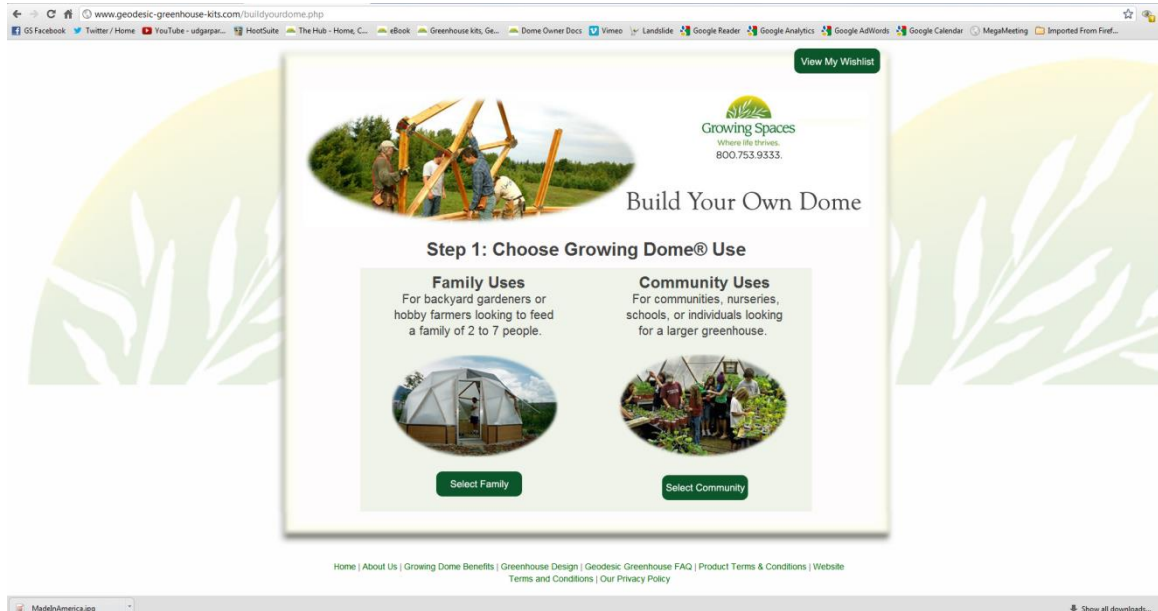 www.geodesic-greenhouse-kits.com/buildyourdome.php
GS Facebook Twitter / Home YouTube - udgarpar... HootSuite The Hub - Home, C... eBook Greenhouse kits, Ge... Dome Owner Docs Vimeo Landslide Google Reader Google Analytics Google AdWords Google Calendar MegaMeeting Imported From Firef...
View My Wishlist
Growing Spaces
Where life thrives.
800.753.9333.
Build Your Own Dome
Step 1: Choose Growing Dome® Use
Family Uses
For backyard gardeners or
hobby farmers looking to feed
a family of 2 to 7 people.
Select Family
Community Uses
For communities, nurseries,
schools, or individuals looking
for a larger greenhouse.
Select Community
Home | About Us | Growing Dome Benefits | Greenhouse Design | Geodesic Greenhouse FAQ | Product Terms & Conditions | Website
Terms and Conditions | Our Privacy Policy
MadeInAmerica.jpg
Show all downloads...